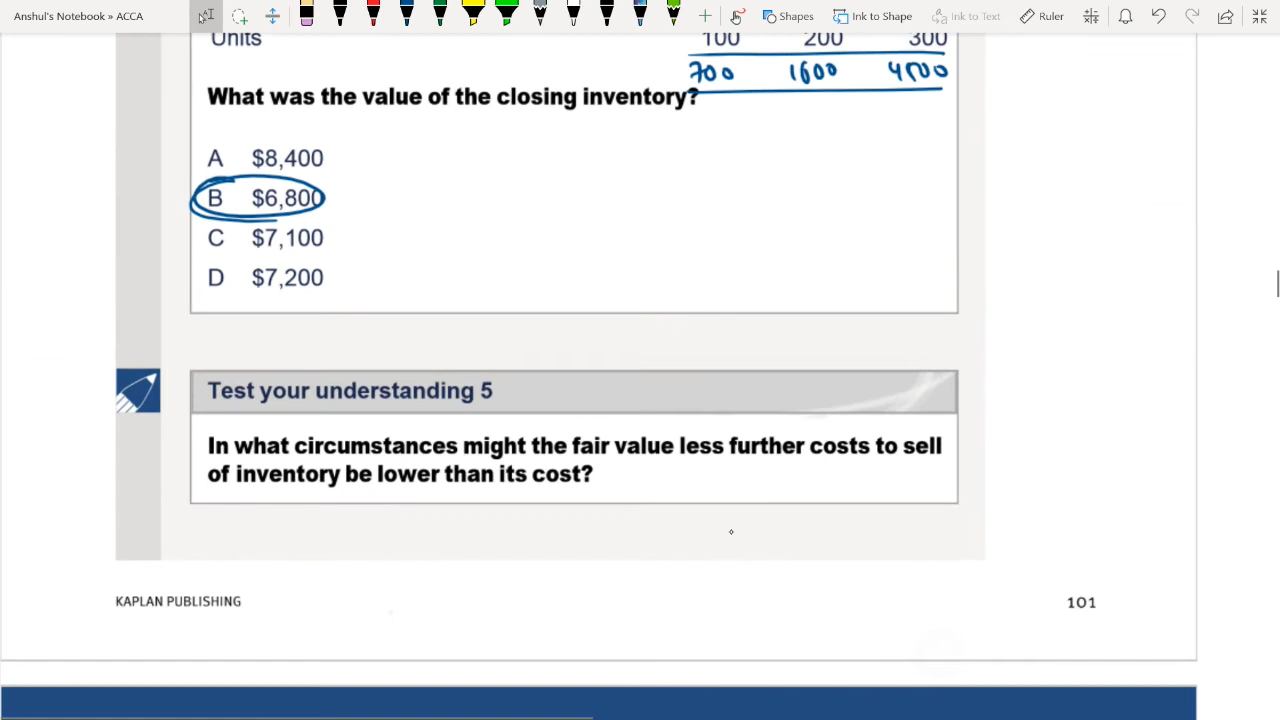 Anshul's Notebook » ACCA
Shapes
Ink to Shape
Ink to Text
Ruler
Units 100 200 300
700 1600 4500
What was the value of the closing inventory?
A $8,400
B $6,800
C $7,100
D $7,200
Test your understanding 5
In what circumstances might the fair value less further costs to sell
of inventory be lower than its cost?
KAPLAN PUBLISHING
101